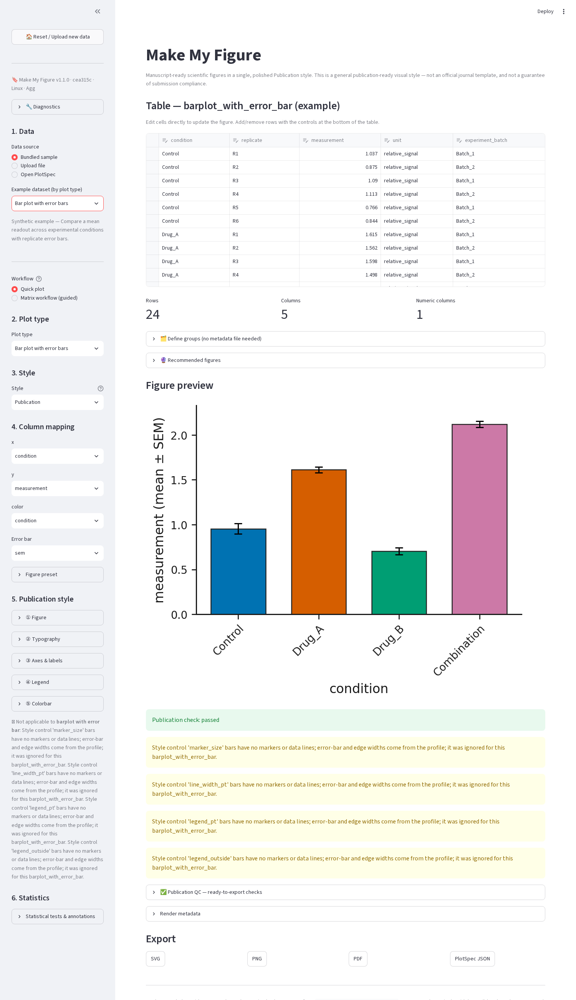 Deploy
🏠 Reset / Upload new data
🔖 Make My Figure v1.1.0 · cea315c ·
Linux · Agg
🔧 Diagnostics
1. Data
Data source
Bundled sample
Upload file
Open PlotSpec
Example dataset (by plot type)
Bar plot with error bars
Synthetic example — Compare a mean
readout across experimental conditions
with replicate error bars.
Workflow
Quick plot
Matrix workflow (guided)
2. Plot type
Plot type
Bar plot with error bars
3. Style
Style
Publication
4. Column mapping
x
condition
y
measurement
color
condition
Error bar
sem
Figure preset
5. Publication style
① Figure
② Typography
③ Axes & labels
④ Legend
⑤ Colorbar
Not applicable to barplot with error
bar: Style control 'marker_size' bars
have no markers or data lines; error-bar
and edge widths come from the profile;
it was ignored for this
barplot_with_error_bar. Style control
'line_width_pt' bars have no markers or
data lines; error-bar and edge widths
come from the profile; it was ignored
for this barplot_with_error_bar. Style
control 'legend_pt' bars have no
markers or data lines; error-bar and
edge widths come from the profile; it
was ignored for this
barplot_with_error_bar. Style control
'legend_outside' bars have no markers
or data lines; error-bar and edge widths
come from the profile; it was ignored
for this barplot_with_error_bar.
6. Statistics
Statistical tests & annotations
Make My Figure
Manuscript-ready scientific figures in a single, polished Publication style. This is a general publication-ready visual style — not an official journal template, and not a guarantee
of submission compliance.
Table — barplot_with_error_bar (example)
Edit cells directly to update the figure. Add/remove rows with the controls at the bottom of the table.
condition replicate measurement unit experiment_batch
Control R1 1.037 relative_signal Batch_1
Control R2 0.875 relative_signal Batch_2
Control R3 1.09 relative_signal Batch_1
Control R4 1.113 relative_signal Batch_2
Control R5 0.766 relative_signal Batch_1
Control R6 0.844 relative_signal Batch_2
Drug_A R1 1.615 relative_signal Batch_1
Drug_A R2 1.562 relative_signal Batch_2
Drug_A R3 1.598 relative_signal Batch_1
Drug_A R4 1.498 relative_signal Batch_2
Rows Columns Numeric columns
24 5 1
🗂️ Define groups (no metadata file needed)
🔮 Recommended figures
Figure preview
measurement (mean ± SEM)
2.0
1.5
1.0
0.5
0.0
Control Drug_A Drug_B Combination
condition
Publication check: passed
Style control 'marker_size' bars have no markers or data lines; error-bar and edge widths come from the profile; it was ignored for this
barplot_with_error_bar.
Style control 'line_width_pt' bars have no markers or data lines; error-bar and edge widths come from the profile; it was ignored for this
barplot_with_error_bar.
Style control 'legend_pt' bars have no markers or data lines; error-bar and edge widths come from the profile; it was ignored for this
barplot_with_error_bar.
Style control 'legend_outside' bars have no markers or data lines; error-bar and edge widths come from the profile; it was ignored for this
barplot_with_error_bar.
✅ Publication QC — ready-to-export checks
Render metadata
Export
SVG PNG PDF PlotSpec JSON